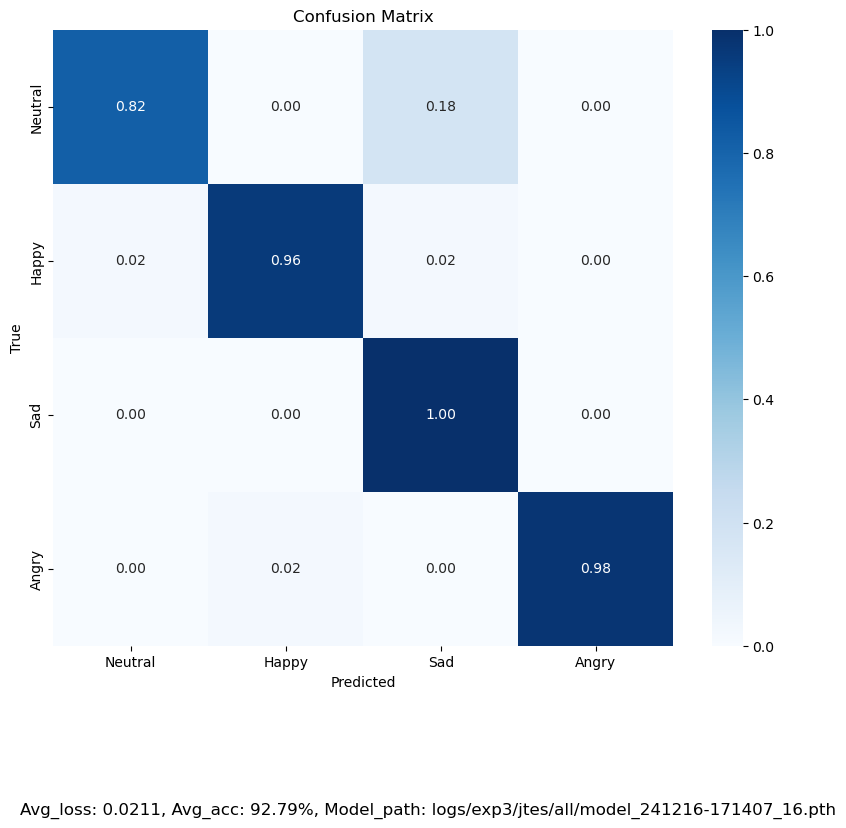 Confusion Matrix
Neutral 0.82 0.00 0.18 0.00
Happy 0.02 0.96 0.02 0.00
Sad 0.00 0.00 1.00 0.00
Angry 0.00 0.02 0.00 0.98
True
Neutral Happy Sad Angry
Predicted
1.0
0.8
0.6
0.4
0.2
0.0
Avg_loss: 0.0211, Avg_acc: 92.79%, Model_path: logs/exp3/jtes/all/model_241216-171407_16.pth